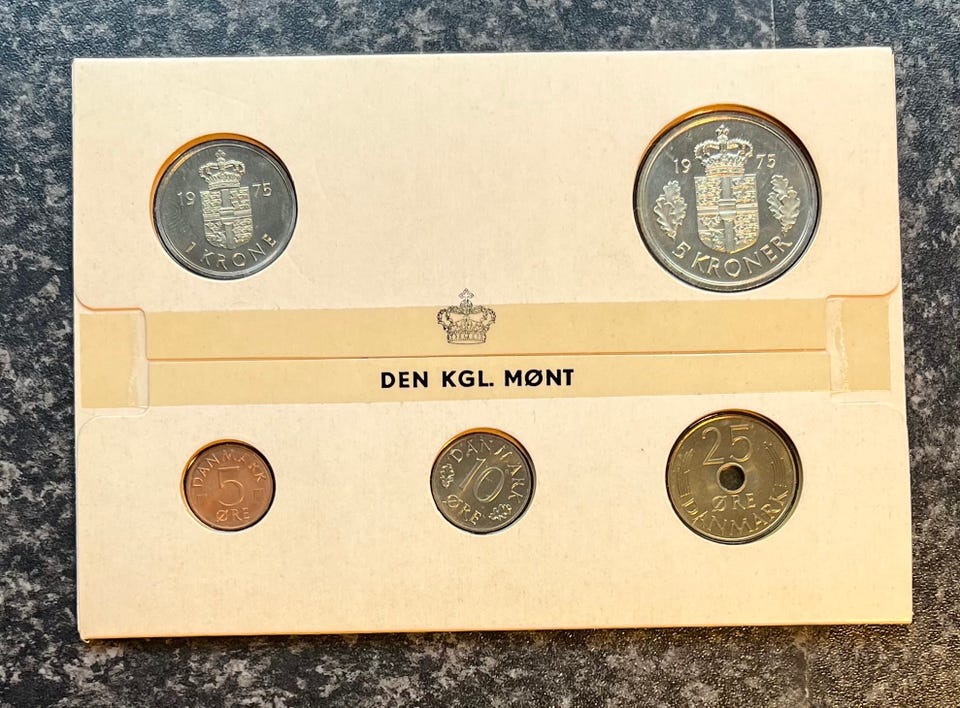 1975
1 KRONE
1975
5 KRONER
DEN KGL. MØNT
DANMARK
5
ØRE
DANMARK
10
ØRE
25
ØRE
DANMARK